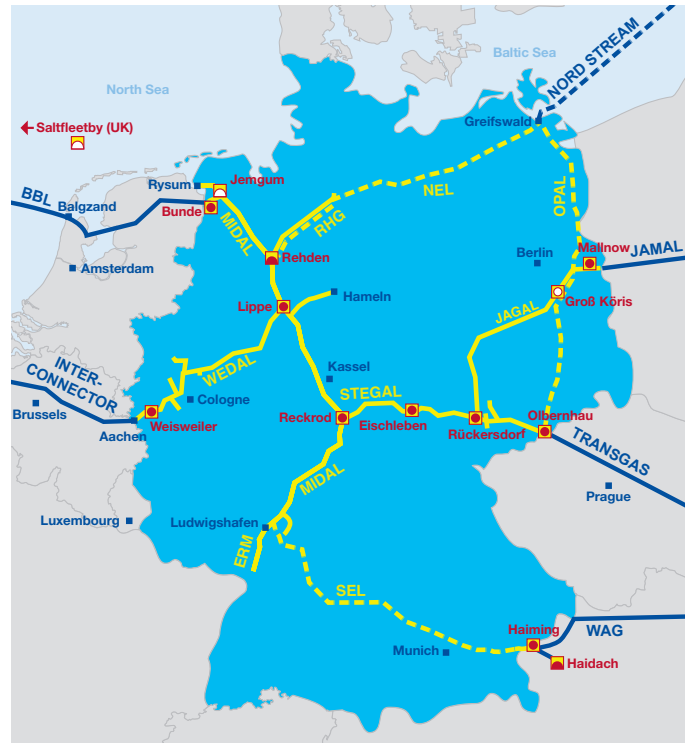 Baltic Sea
NORD STREAM
North Sea
Greifswald
Saltfleetby (UK)
Rysum
Jemgum
NEL
OPAL
BBL
Balgzand
Bunde
MIDAL
RHG
Berlin
Mallnow
JAMAL
Amsterdam
Rehden
Lippe
Hameln
Groß Köris
JAGAL
INTER-
CONNECTOR
WEDAL
Kassel
STEGAL
Brussels
Cologne
Aachen
Weisweiler
Reckrod
Eischleben
Rückersdorf
Olbernhau
TRANSGAS
MIDAL
Prague
Luxembourg
Ludwigshafen
ERM
SEL
Haiming
WAG
Munich
Haidach